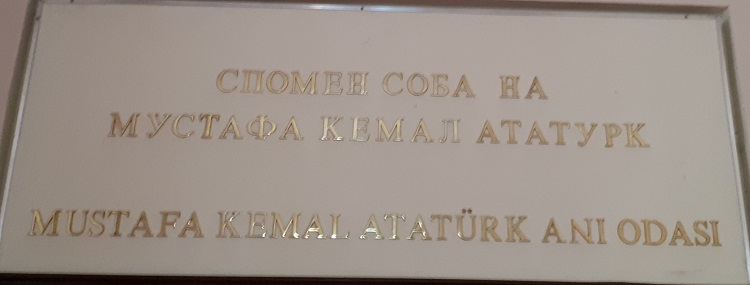 СПОМЕН СОБА НА
МУСТАФА КЕМАЛ АТАТУРК
MUSTAFA KEMAL ATATÜRK ANI ODASI